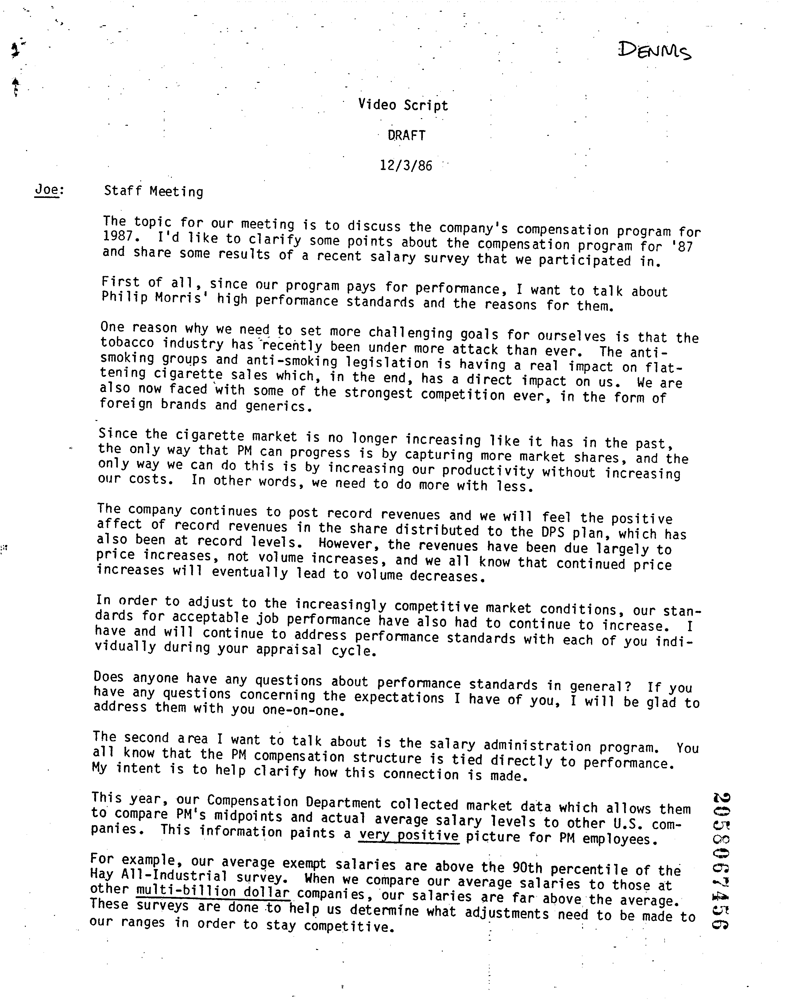 DENNIS
Video Script
DRAFT
12/3/86
Joe: Staff Meeting
The topic for our meeting is to discuss the company's compensation program for
1987. I'd like to clarify some points about the compensation program for '87
and share some results of a recent salary survey that we participated in.
First of all, since our program pays for performance, I want to talk about
Philip Morris' high performance standards and the reasons for them.
One reason why we need to set more challenging goals for ourselves is that the
tobacco industry has recently been under more attack than ever. The anti-
smoking groups and anti-smoking legislation is having a real impact on flat-
tening cigarette sales which, in the end, has a direct impact on us. We are
also now faced with some of the strongest competition ever, in the form of
foreign brands and generics.
Since the cigarette market is no longer increasing like it has in the past,
the only way that PM can progress is by capturing more market shares, and the
only way we can do this is by increasing our productivity without increasing
our costs. In other words, we need to do more with less.
The company continues to post record revenues and we will feel the positive
affect of record revenues in the share distributed to the DPS plan, which has
also been at record levels. However, the revenues have been due largely to
price increases, not volume increases, and we all know that continued price
increases will eventually lead to volume decreases.
In order to adjust to the increasingly competitive market conditions, our stan-
dards for acceptable job performance have also had to continue to increase. I
have and will continue to address performance standards with each of you indi-
vidually during your appraisal cycle.
Does anyone have any questions about performance standards in general? If you
have any questions concerning the expectations I have of you, I will be glad to
address them with you one-on-one.
The second area I want to talk about is the salary administration program. You
all know that the PM compensation structure is tied directly to performance.
My intent is to help clarify how this connection is made.
This year, our Compensation Department collected market data which allows them
to compare PM's midpoints and actual average salary levels to other U.S. com-
panies. This information paints a very positive picture for PM employees.
For example, our average exempt salaries are above the 90th percentile of the
Hay All-Industrial survey. When we compare our average salaries to those at
other multi-billion dollar companies, our salaries are far above the average.
These surveys are done to help us determine what adjustments need to be made to
our ranges in order to stay competitive.
2058067456